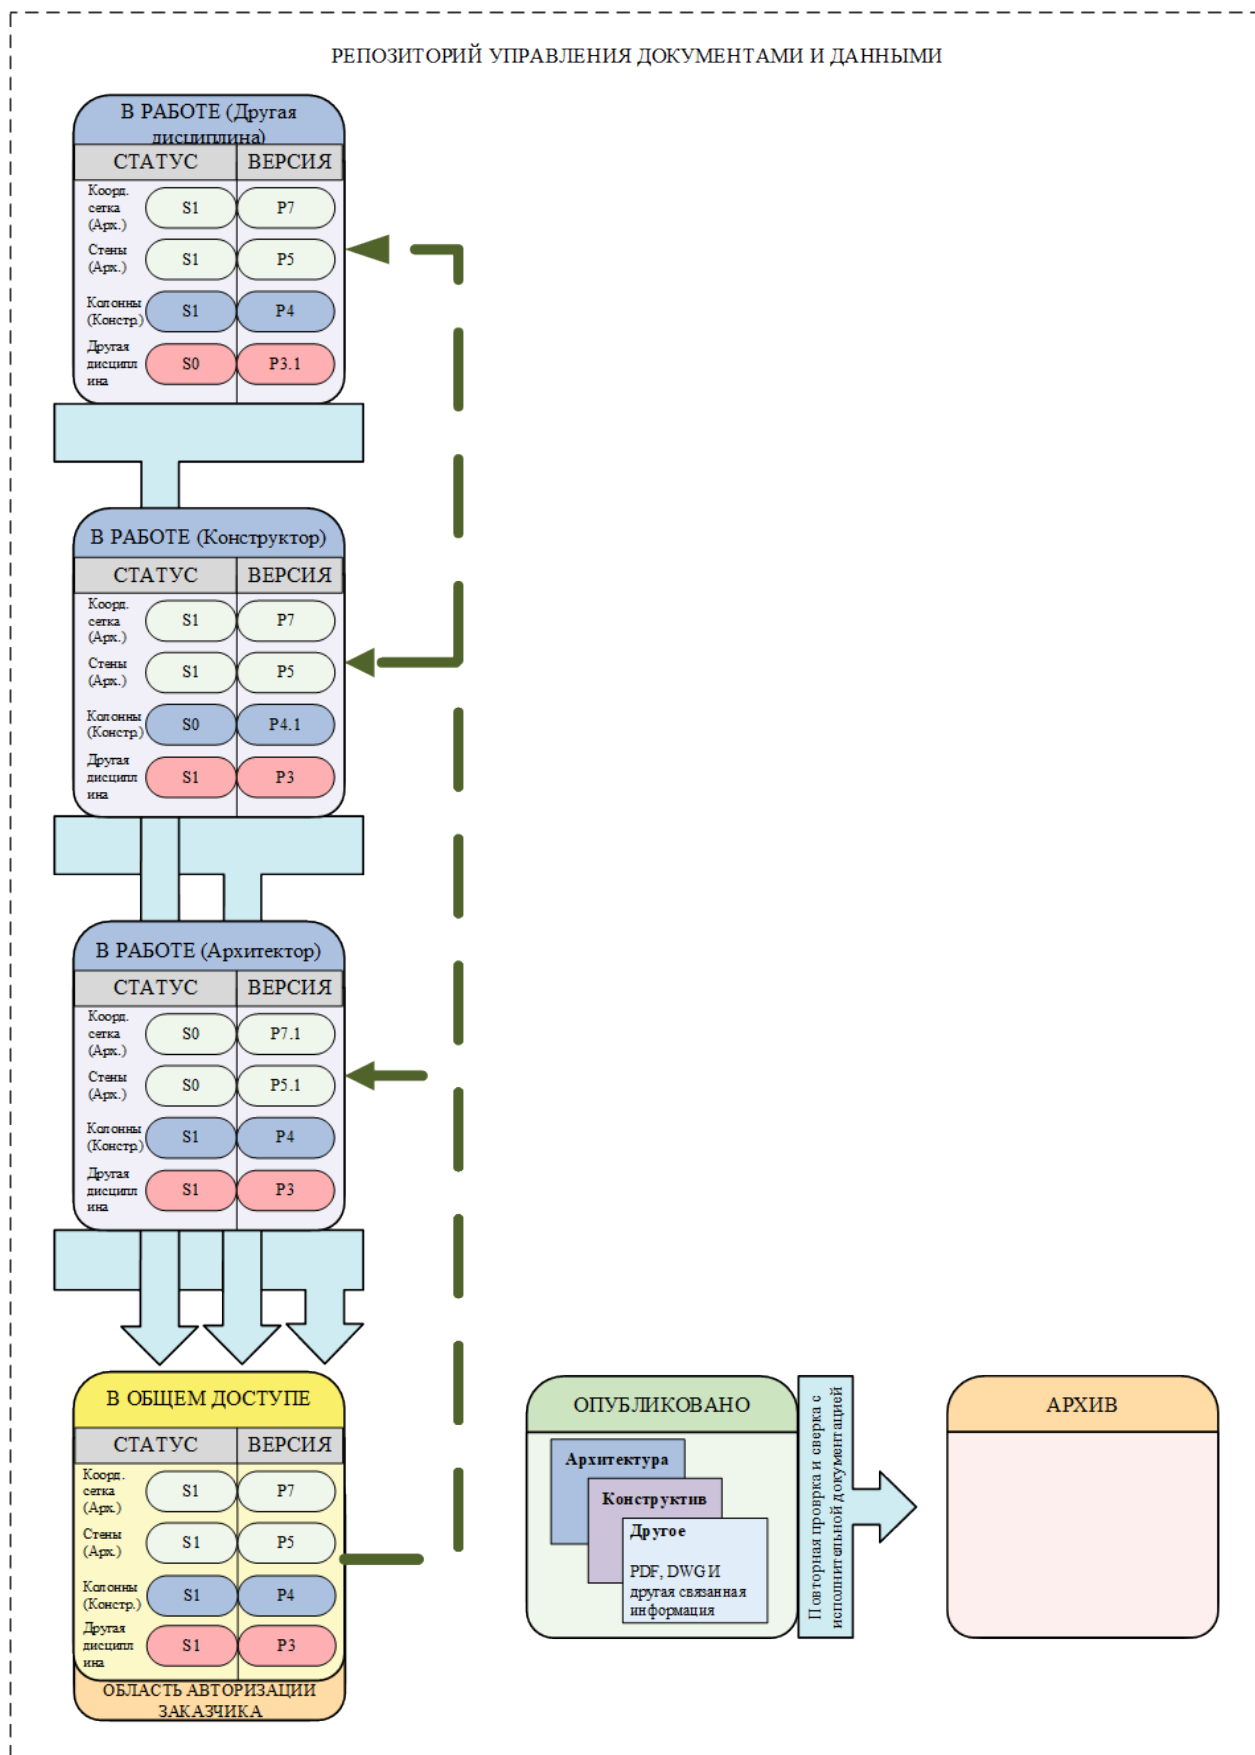 РЕПОЗИТОРИЙ УПРАВЛЕНИЯ ДОКУМЕНТАМИ И ДАННЫМИ
В РАБОТЕ (Другая
дисциплина)
СТАТУС ВЕРСИЯ
Коорд.
сетка
(Арх.)
S1 P7
Стены
(Арх.)
S1 P5
Колонны
(Констр.)
S1 P4
Другая
дисципл
ина
S0 P3.1
В РАБОТЕ (Конструктор)
СТАТУС ВЕРСИЯ
Коорд.
сетка
(Арх.)
S1 P7
Стены
(Арх.)
S1 P5
Колонны
(Констр.)
S0 P4.1
Другая
дисципл
ина
S1 P3
В РАБОТЕ (Архитектор)
СТАТУС ВЕРСИЯ
Коорд.
сетка
(Арх.)
S0 P7.1
Стены
(Арх.)
S0 P5.1
Колонны
(Констр.)
S1 P4
Другая
дисципл
ина
S1 P3
В ОБЩЕМ ДОСТУПЕ
СТАТУС ВЕРСИЯ
Коорд.
сетка
(Арх.)
S1 P7
Стены
(Арх.)
S1 P5
Колонны
(Констр.)
S1 P4
Другая
дисципл
ина
S1 P3
ОБЛАСТЬ АВТОРИЗАЦИИ
ЗАКАЗЧИКА
ОПУБЛИКОВАНО
Архитектура
Конструктив
Другое
PDF, DWG И
другая связанная
информация
Повторная проврка и сверка с
исполнительной документацией
АРХИВ